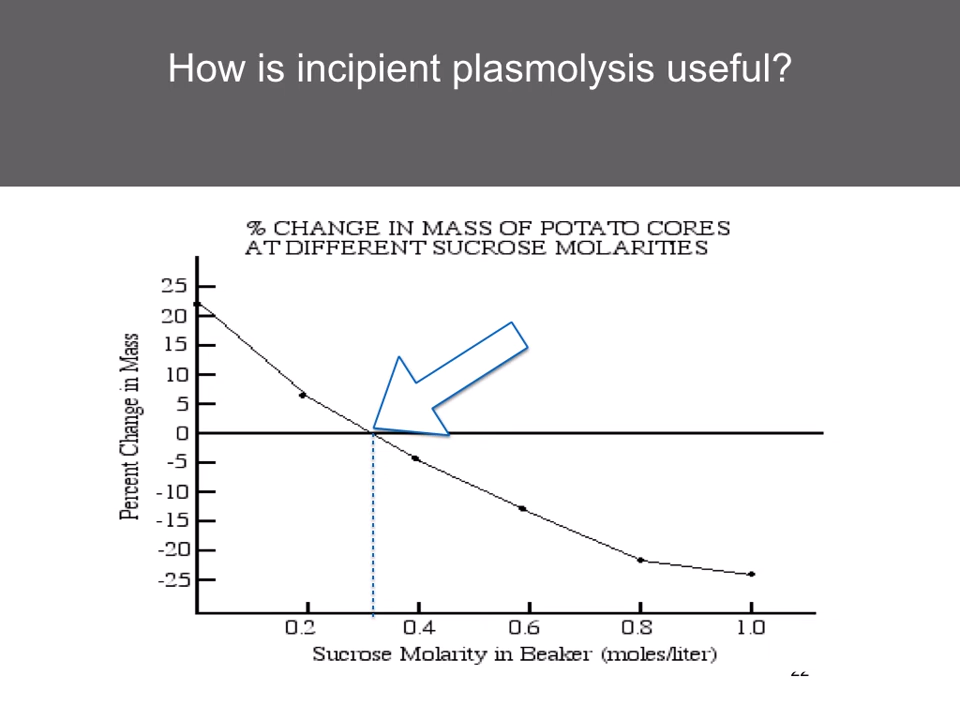 How is incipient plasmolysis useful?
% CHANGE IN MASS OF POTATO CORES
AT DIFFERENT SUCROSE MOLARITIES
Percent Change in Mass
25
20
15
10
5
0
-5
-10
-15
-20
-25
0.2 0.4 0.6 0.8 1.0
Sucrose Molarity in Beaker (moles/liter)
22